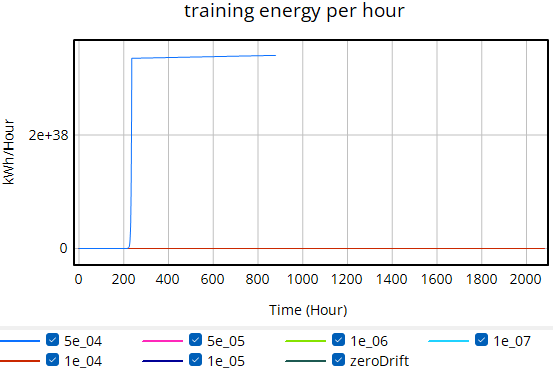 training energy per hour
kWh/Hour
2e+38
0
0 200 400 600 800 1000 1200 1400 1600 1800 2000
Time (Hour)
5e_04 5e_05 1e_06 1e_07
1e_04 1e_05 zeroDrift